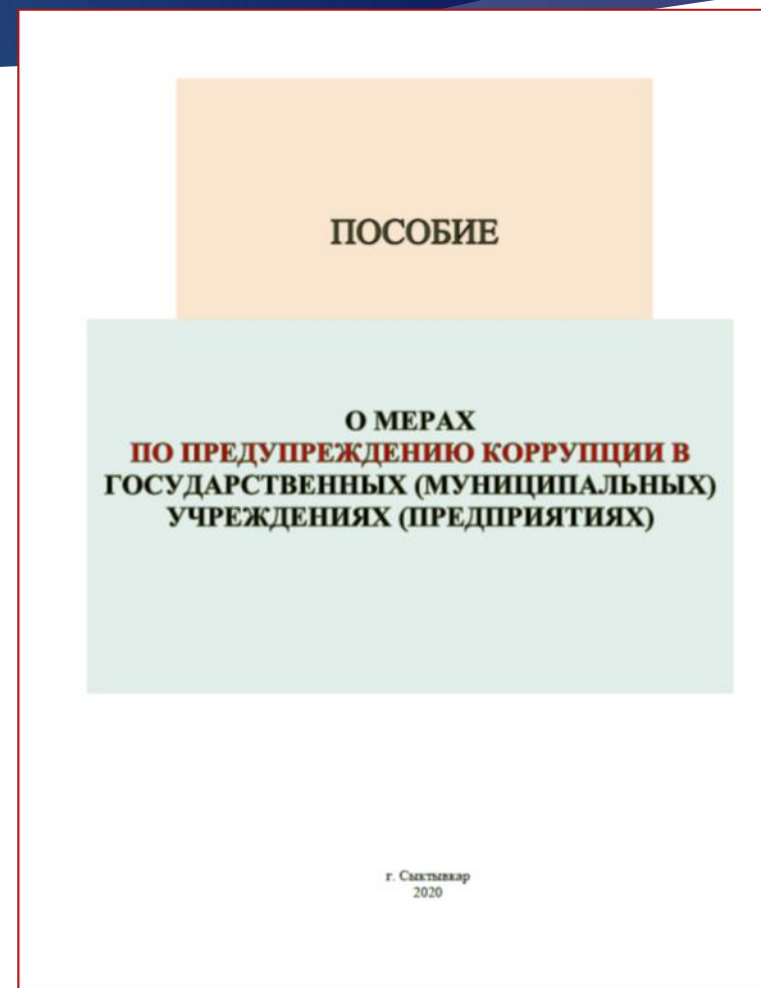 ПОСОБИЕ
О МЕРАХ
ПО ПРЕДУПРЕЖДЕНИЮ КОРРУПЦИИ В
ГОСУДАРСТВЕННЫХ (МУНИЦИПАЛЬНЫХ)
УЧРЕЖДЕНИЯХ (ПРЕДПРИЯТИЯХ)
г. Сыктывкар
2020